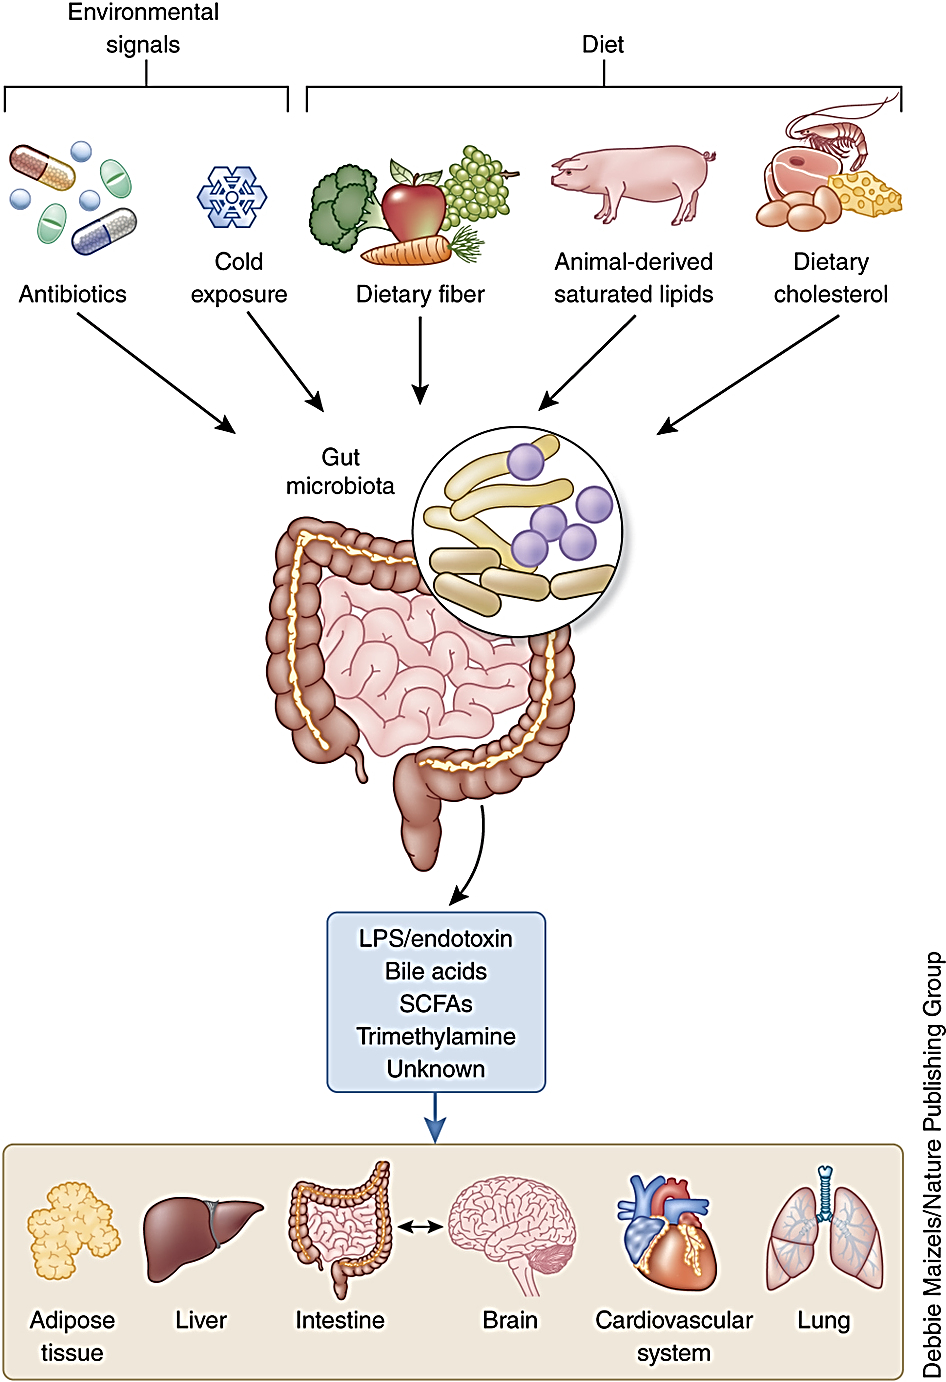 Environmental
signals
Diet
Antibiotics
Cold
exposure
Dietary fiber
Animal-derived
saturated lipids
Dietary
cholesterol
Gut
microbiota
LPS/endotoxin
Bile acids
SCFAs
Trimethylamine
Unknown
Adipose
tissue
Liver
Intestine
Brain
Cardiovascular
system
Lung
Debbie Maizels/Nature Publishing Group